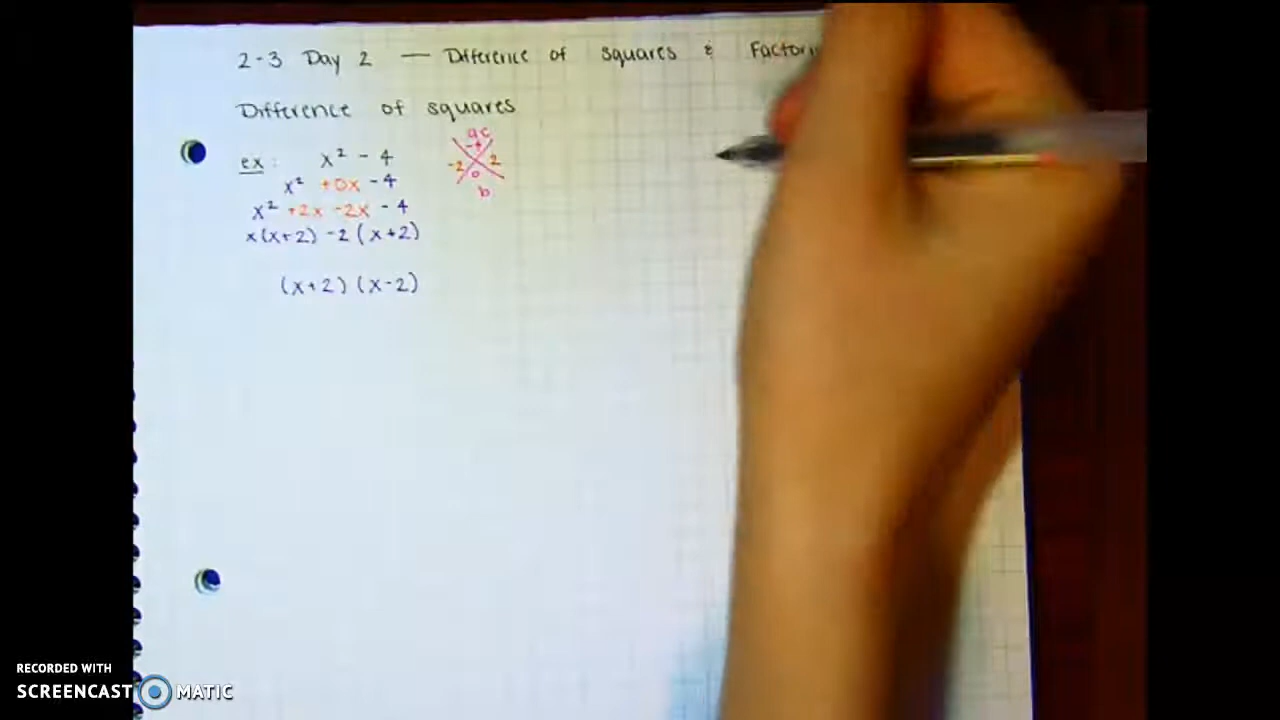 2-3 Day 2 — Difference of squares &
Difference of squares
ex: x² - 4
x² +0x -4
x² +2x -2x - 4
x(x+2) -2(x+2)
(x+2)(x-2)
ac
-4
-2 2
0
b
RECORDED WITH
SCREENCAST MATIC